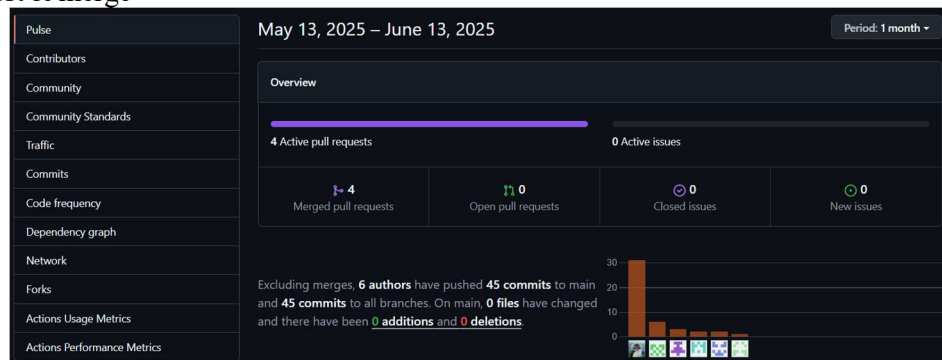 Pulse
Contributors
Community
Community Standards
Traffic
Commits
Code frequency
Dependency graph
Network
Forks
Actions Usage Metrics
Actions Performance Metrics
May 13, 2025 – June 13, 2025
Period: 1 month
Overview
4 Active pull requests
0 Active issues
4
Merged pull requests
0
Open pull requests
0
Closed issues
0
New issues
Excluding merges, 6 authors have pushed 45 commits to main
and 45 commits to all branches. On main, 0 files have changed
and there have been 0 additions and 0 deletions.
30
20
10
0